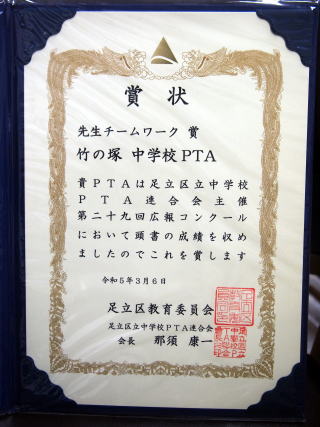 賞状
先生チームワーク 賞
竹の塚 中学校PTA
貴PTAは足立区立中学校
PTA連合会主催
第二十九回広報コンクール
において頭書の成績を収め
ましたのでこれを賞します
令和5年3月6日
足立区教育委員会
足立区立中学校PTA連合会
会長 那須 康一